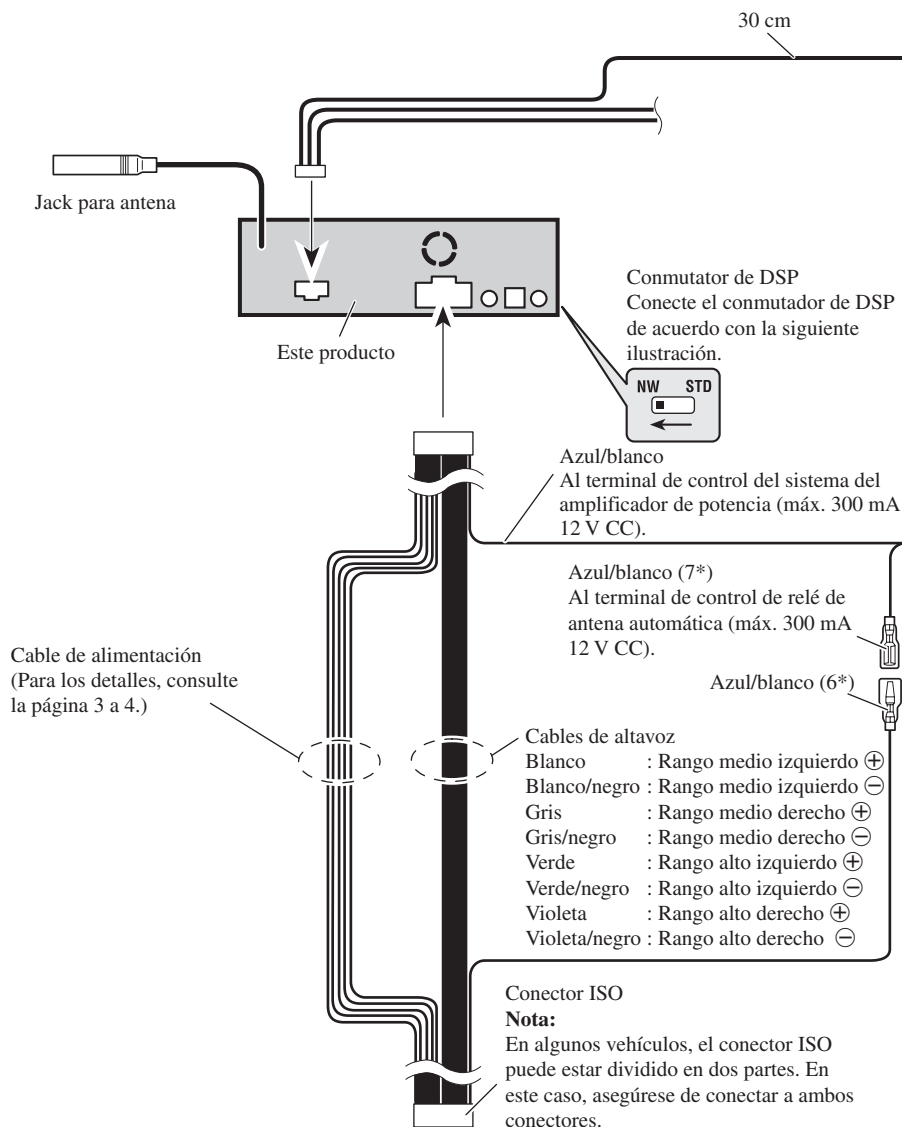 30 cm
Jack para antena
Este producto
Conmutator de DSP
Conecte el conmutador de DSP
de acuerdo con la siguiente
ilustración.
NW STD
Azul/blanco
Al terminal de control del sistema del
amplificador de potencia (máx. 300 mA
12 V CC).
Azul/blanco (7*)
Al terminal de control de relé de
antena automática (máx. 300 mA
12 V CC).
Azul/blanco (6*)
Cable de alimentación
(Para los detalles, consulte
la página 3 a 4.)
Cables de altavoz
Blanco : Rango medio izquierdo ⊕
Blanco/negro : Rango medio izquierdo ⊖
Gris : Rango medio derecho ⊕
Gris/negro : Rango medio derecho ⊖
Verde : Rango alto izquierdo ⊕
Verde/negro : Rango alto izquierdo ⊖
Violeta : Rango alto derecho ⊕
Violeta/negro : Rango alto derecho ⊖
Conector ISO
Nota:
En algunos vehículos, el conector ISO
puede estar dividido en dos partes. En
este caso, asegúrese de conectar a ambos
conectores.